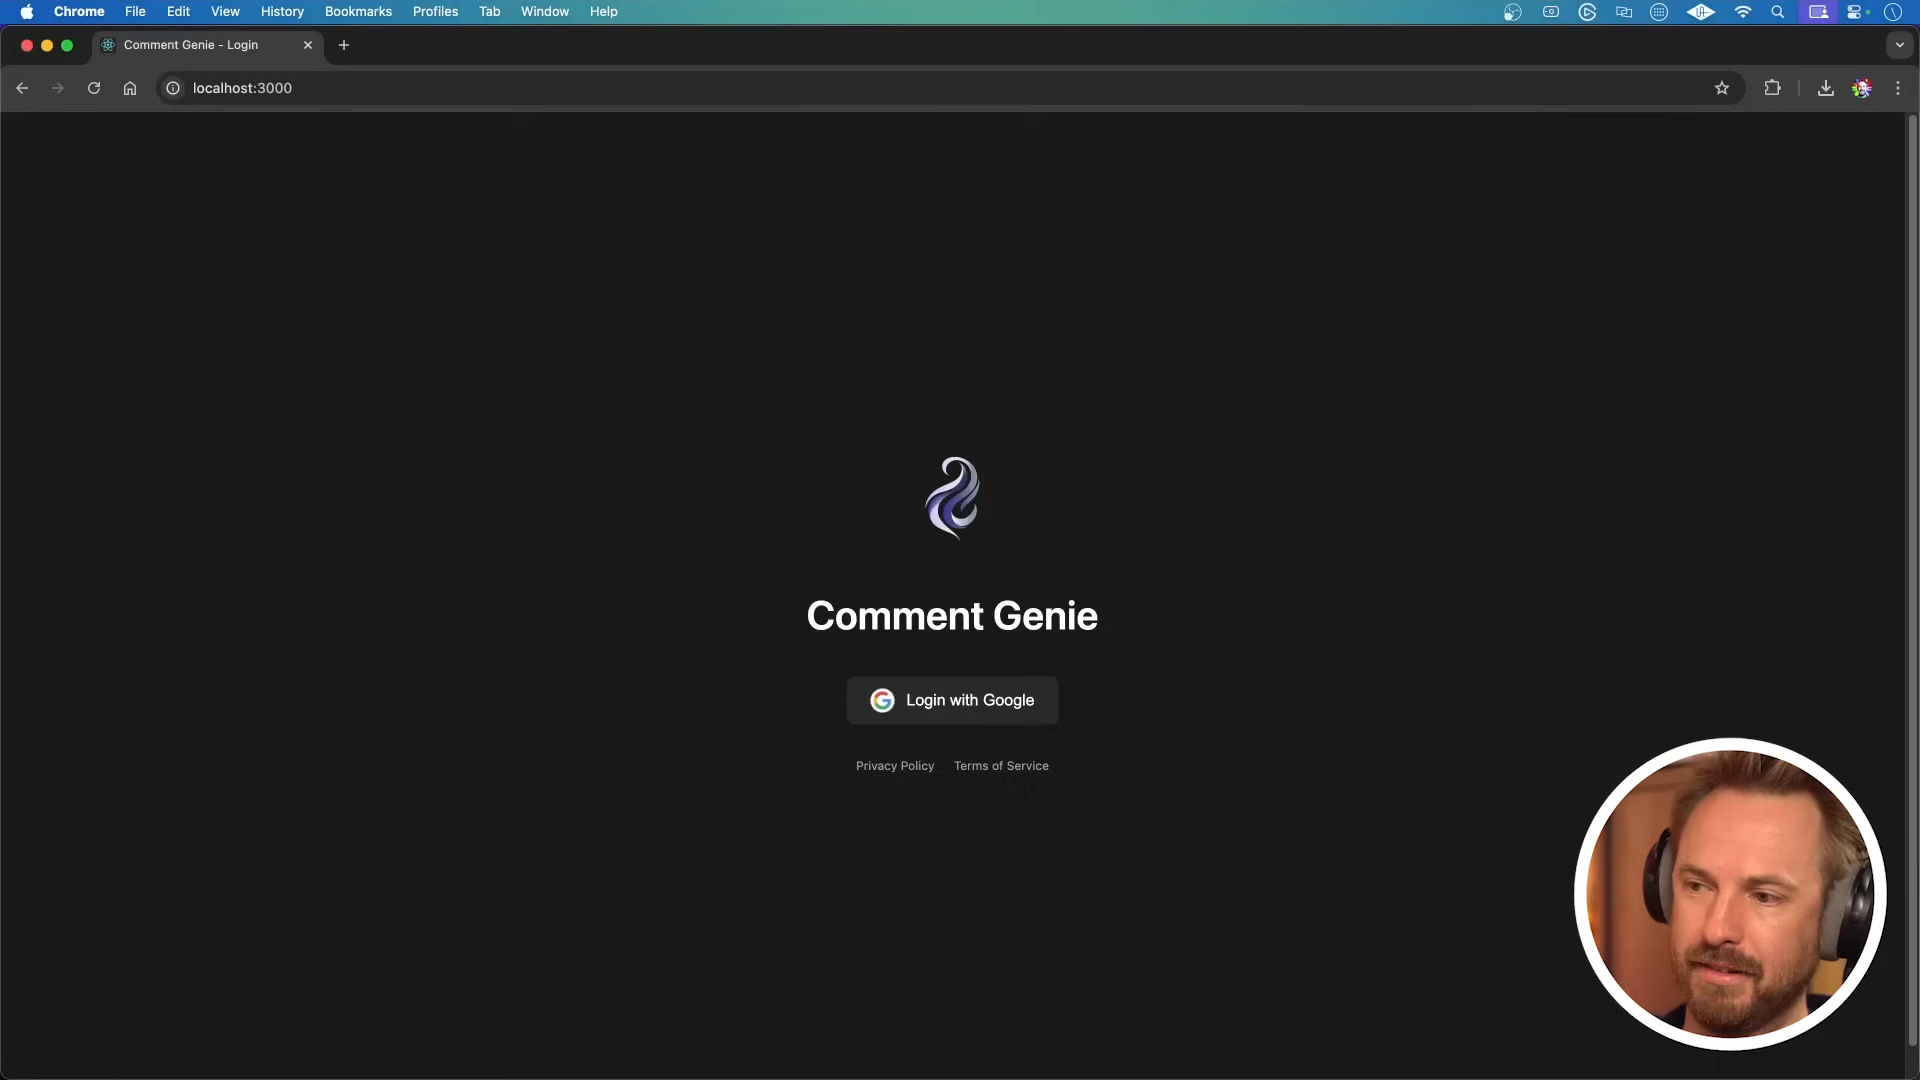 Chrome File Edit View History Bookmarks Profiles Tab Window Help
Comment Genie - Login
localhost:3000
Comment Genie
Login with Google
Privacy Policy Terms of Service